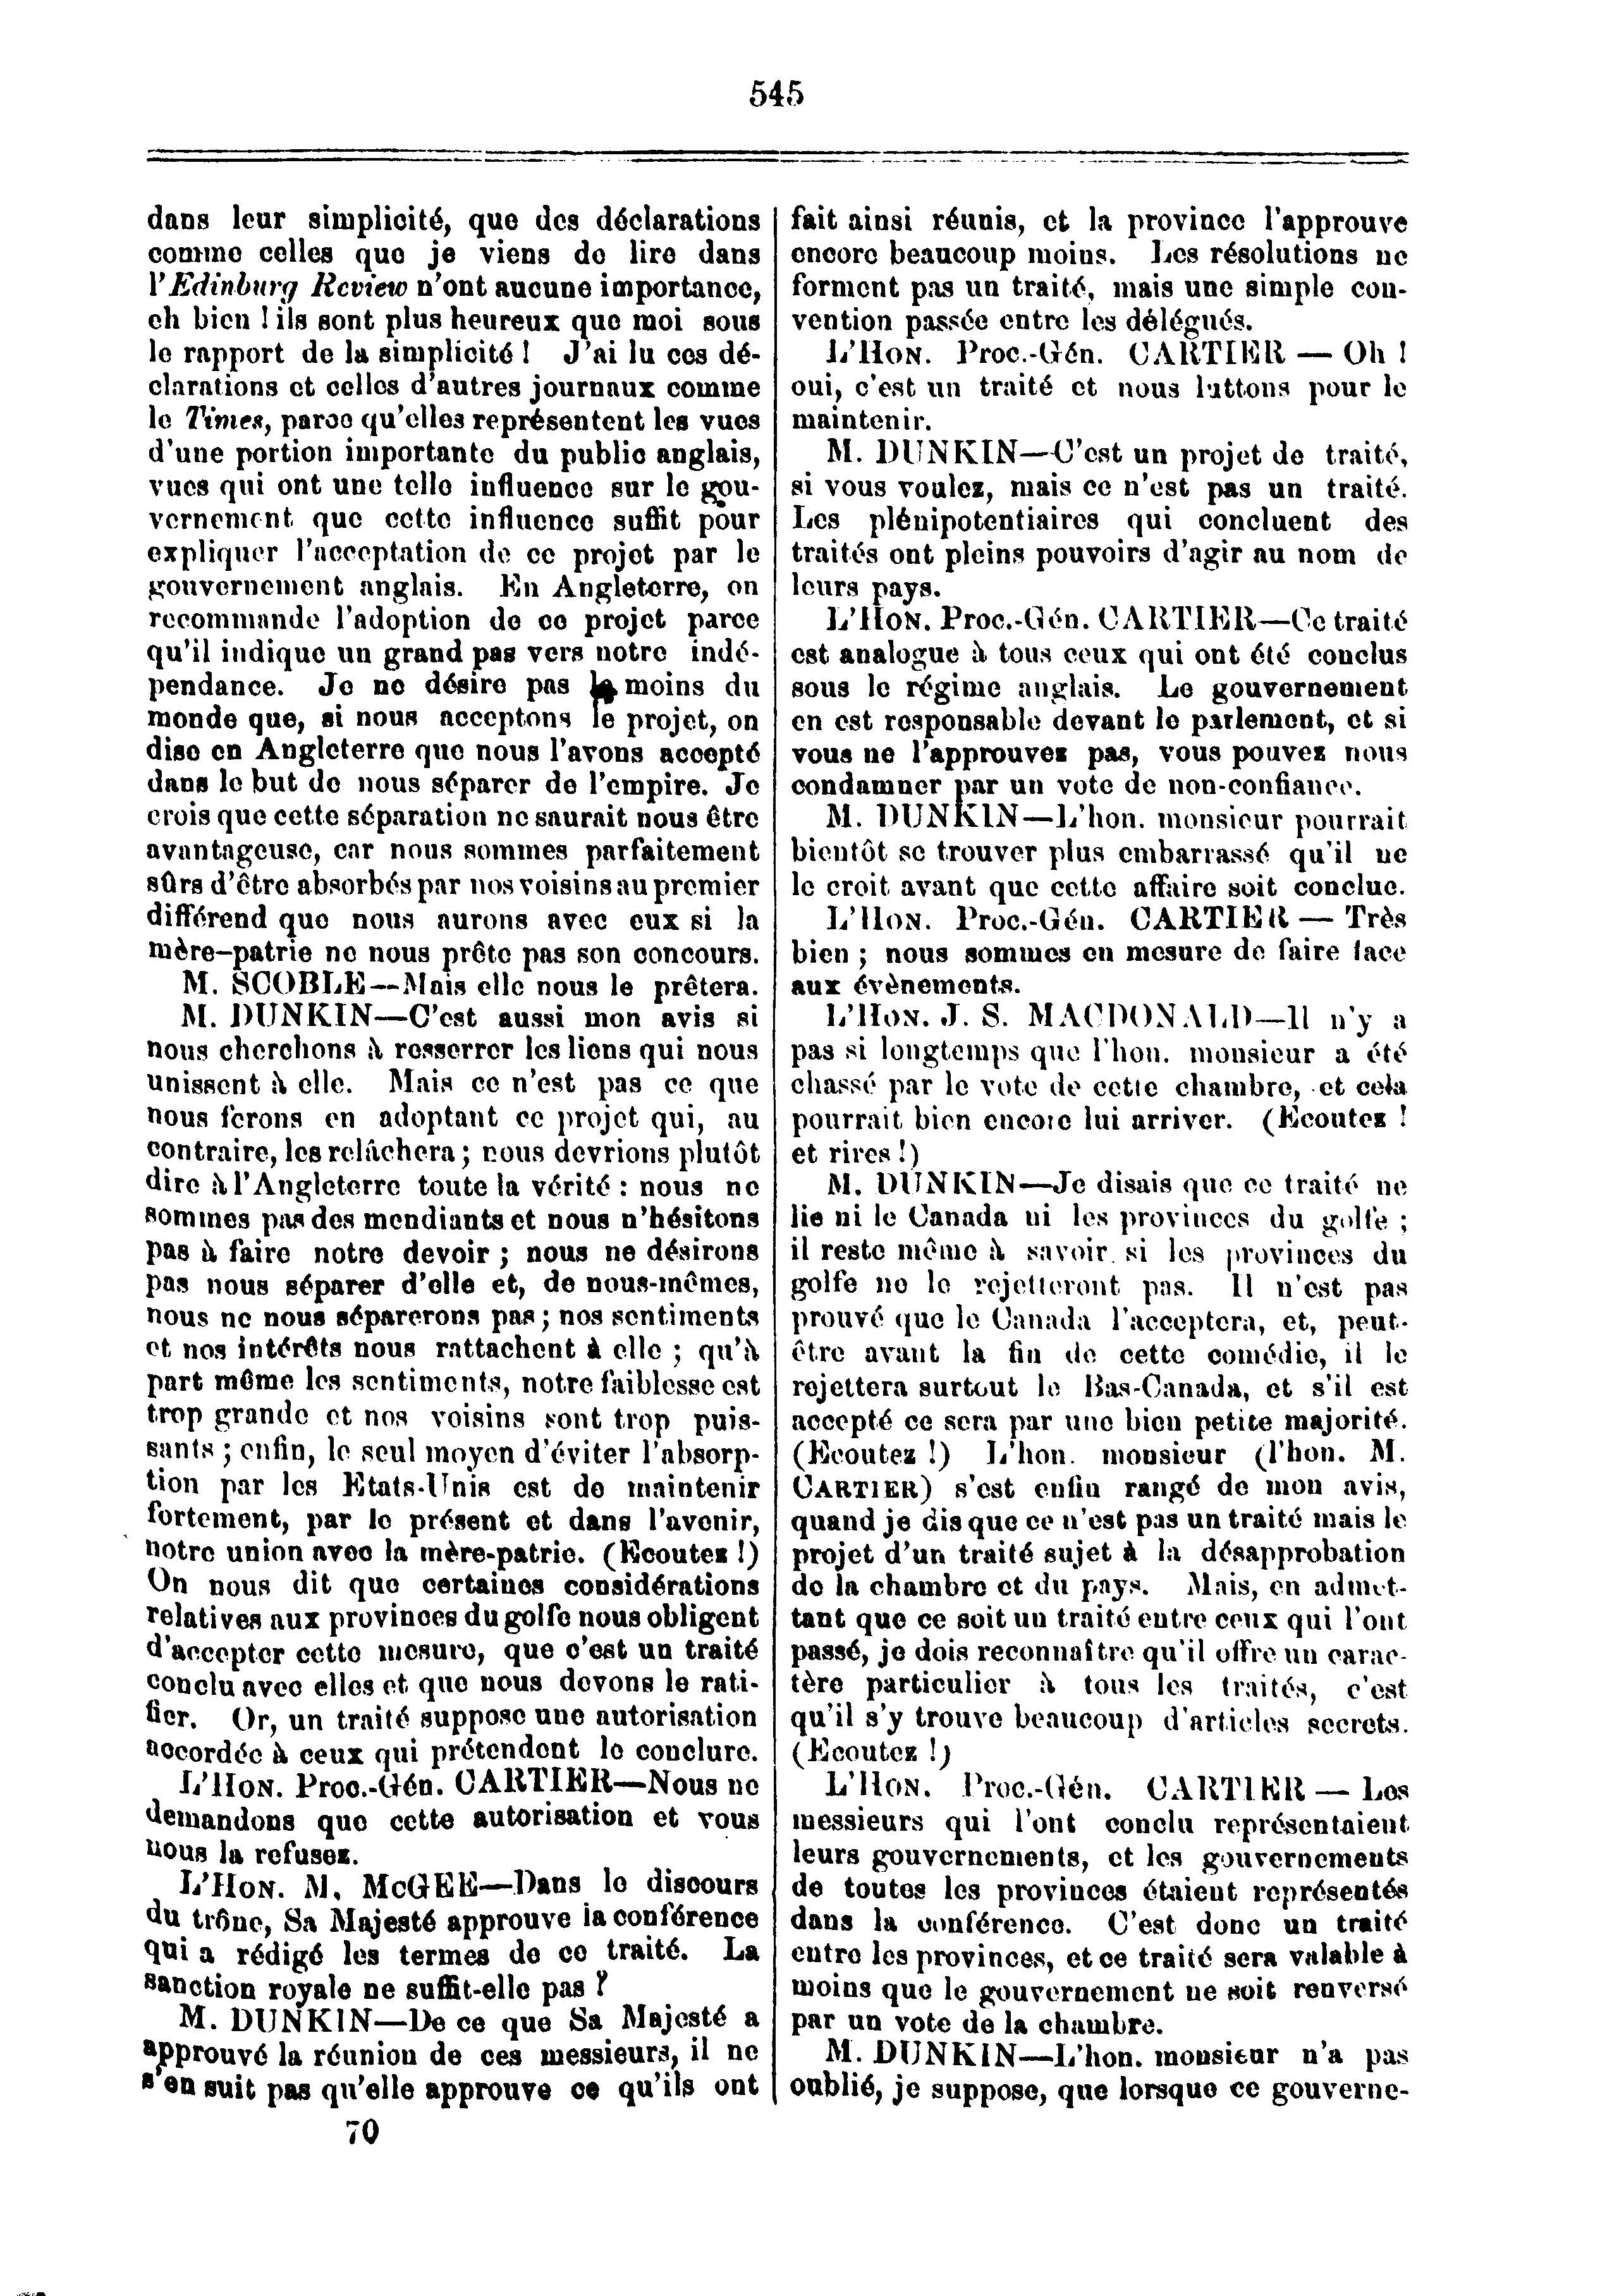 545
dans leur simplicité, que des déclarations
comme celles que je viens de lire dans
l'Edinburg Review n'ont aucune importance,
eh bien ! ils sont plus heureux que moi sous
le rapport de la simplicité ! J'ai lu ces dé-
clarations et celles d'autres journaux comme
le Times, parce qu'elles représentent les vues
d'une portion importante du public anglais,
vues qui ont une telle influence sur le gou-
vernement que cette influence suffit pour
expliquer l'acceptation de ce projet par le
gouvernement anglais. En Angleterre, on
recommande l'adoption de ce projet parce
qu'il indique un grand pas vers notre indé-
pendance. Je ne désire pas le moins du
monde que, si nous acceptons le projet, on
dise en Angleterre que nous l'avons accepté
dans le but de nous séparer de l'empire. Je
crois que cette séparation ne saurait nous être
avantageuse, car nous sommes parfaitement
sûrs d'être absorbés par nos voisins au premier
différend que nous aurons avec eux si la
mère-patrie ne nous prête pas son concours.
M. SCOBLE—Mais elle nous le prêtera.
M. DUNKIN—C'est aussi mon avis si
nous cherchons à resserrer les liens qui nous
unissent à elle. Mais ce n'est pas ce que
nous ferons en adoptant ce projet qui, au
contraire, les relâchera ; nous devrions plutôt
dire à l'Angleterre toute la vérité : nous ne
sommes pas des mendiants et nous n'hésitons
pas à faire notre devoir ; nous ne désirons
pas nous séparer d'elle et, de nous-mêmes,
nous ne nous séparerons pas ; nos sentiments
et nos intérêts nous rattachent à elle ; qu'à
part même les sentiments, notre faiblesse est
trop grande et nos voisins sont trop puis-
sants ; enfin, le seul moyen d'éviter l'absorp-
tion par les Etats-Unis est de maintenir
fortement, par le présent et dans l'avenir,
notre union avec la mère-patrie. (Ecoutez !)
On nous dit que certaines considérations
relatives aux provinces du golfe nous obligent
d'accepter cette mesure, que c'est un traité
conclu avec elles et que nous devons le rati-
fier. Or, un traité suppose une autorisation
accordée à ceux qui prétendent le conclure.
L'HON. Proc.-Gén. CARTIER—Nous ne
demandons que cette autorisation et vous
nous la refusez.
L'HON. M. McGEE—Dans le discours
du trône, Sa Majesté approuve la conférence
qui a rédigé les termes de ce traité. La
sanction royale ne suffit-elle pas ?
M. DUNKIN—De ce que Sa Majesté a
approuvé la réunion de ces messieurs, il ne
s'en suit pas qu'elle approuve ce qu'ils ont
70
fait ainsi réunis, et la province l'approuve
encore beaucoup moins. Les résolutions ne
forment pas un traité, mais une simple con-
vention passée entre les délégués.
L'HON. Proc.-Gén. CARTIER — Oh !
oui, c'est un traité et nous luttons pour le
maintenir.
M. DUNKIN—C'est un projet de traité,
si vous voulez, mais ce n'est pas un traité.
Les plénipotentiaires qui concluent des
traités ont pleins pouvoirs d'agir au nom de
leurs pays.
L'HON. Proc.-Gén. CARTIER—Ce traité
est analogue à tous ceux qui ont été conclus
sous le régime anglais. Le gouvernement
en est responsable devant le parlement, et si
vous ne l'approuvez pas, vous pouvez nous
condamner par un vote de non-confiance.
M. DUNKIN—L'hon. monsieur pourrait
bientôt se trouver plus embarrassé qu'il ne
le croit avant que cette affaire soit conclue.
L'HON. Proc.-Gén. CARTIER — Très
bien ; nous sommes en mesure de faire face
aux évènements.
L'HON. J. S. MACDONALD—Il n'y a
pas si longtemps que l'hon. monsieur a été
chassé par le vote de cette chambre, et cela
pourrait bien encore lui arriver. (Ecoutez !
et rires !)
M. DUNKIN—Je disais que ce traité ne
lie ni le Canada ni les provinces du golfe ;
il reste même à savoir si les provinces du
golfe ne le rejetteront pas. Il n'est pas
prouvé que le Canada l'acceptera, et, peut-
être avant la fin de cette comédie, il le
rejettera surtout le Bas-Canada, et s'il est
accepté ce sera par une bien petite majorité.
(Ecoutez !) L'hon. monsieur (l'hon. M.
CARTIER) s'est enfin rangé de mon avis,
quand je dis que ce n'est pas un traité mais le
projet d'un traité sujet à la désapprobation
de la chambre et du pays. Mais, en admet-
tant que ce soit un traité entre ceux qui l'ont
passé, je dois reconnaître qu'il offre un carac-
tère particulier à tous les traités, c'est
qu'il s'y trouve beaucoup d'articles secrets.
(Ecoutez !)
L'HON. Proc.-Gén. CARTIER — Les
messieurs qui l'ont conclu représentaient
leurs gouvernements, et les gouvernements
de toutes les provinces étaient représentés
dans la conférence. C'est donc un traité
entre les provinces, et ce traité sera valable à
moins que le gouvernement ne soit renversé
par un vote de la chambre.
M. DUNKIN—L'hon. monsieur n'a pas
oublié, je suppose, que lorsque ce gouverne-